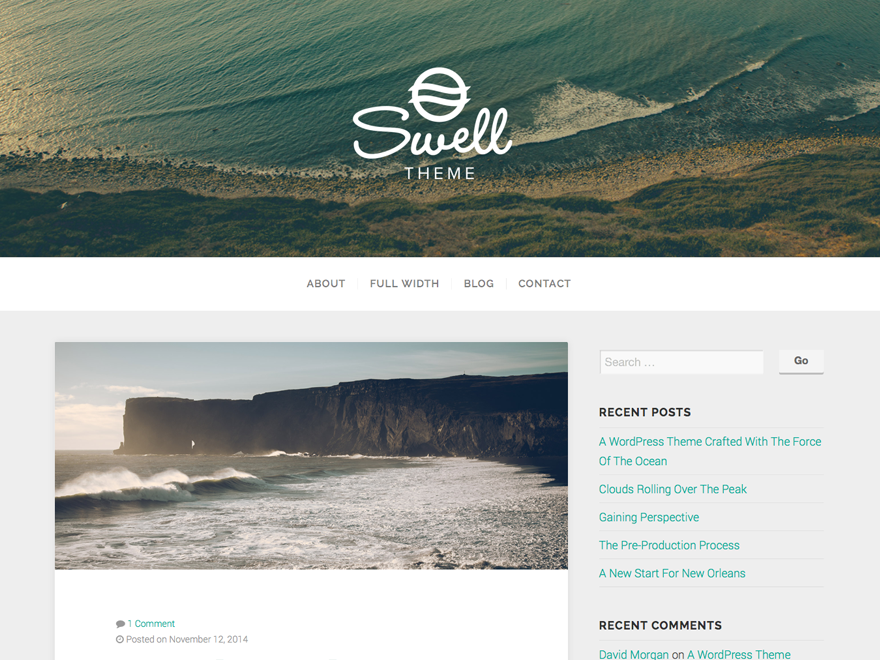 Swell
THEME
ABOUT
FULL WIDTH
BLOG
CONTACT
Search ...
Go
RECENT POSTS
A WordPress Theme Crafted With The Force
Of The Ocean
Clouds Rolling Over The Peak
Gaining Perspective
The Pre-Production Process
A New Start For New Orleans
1 Comment
Posted on November 12, 2014
RECENT COMMENTS
David Morgan on A WordPress Theme